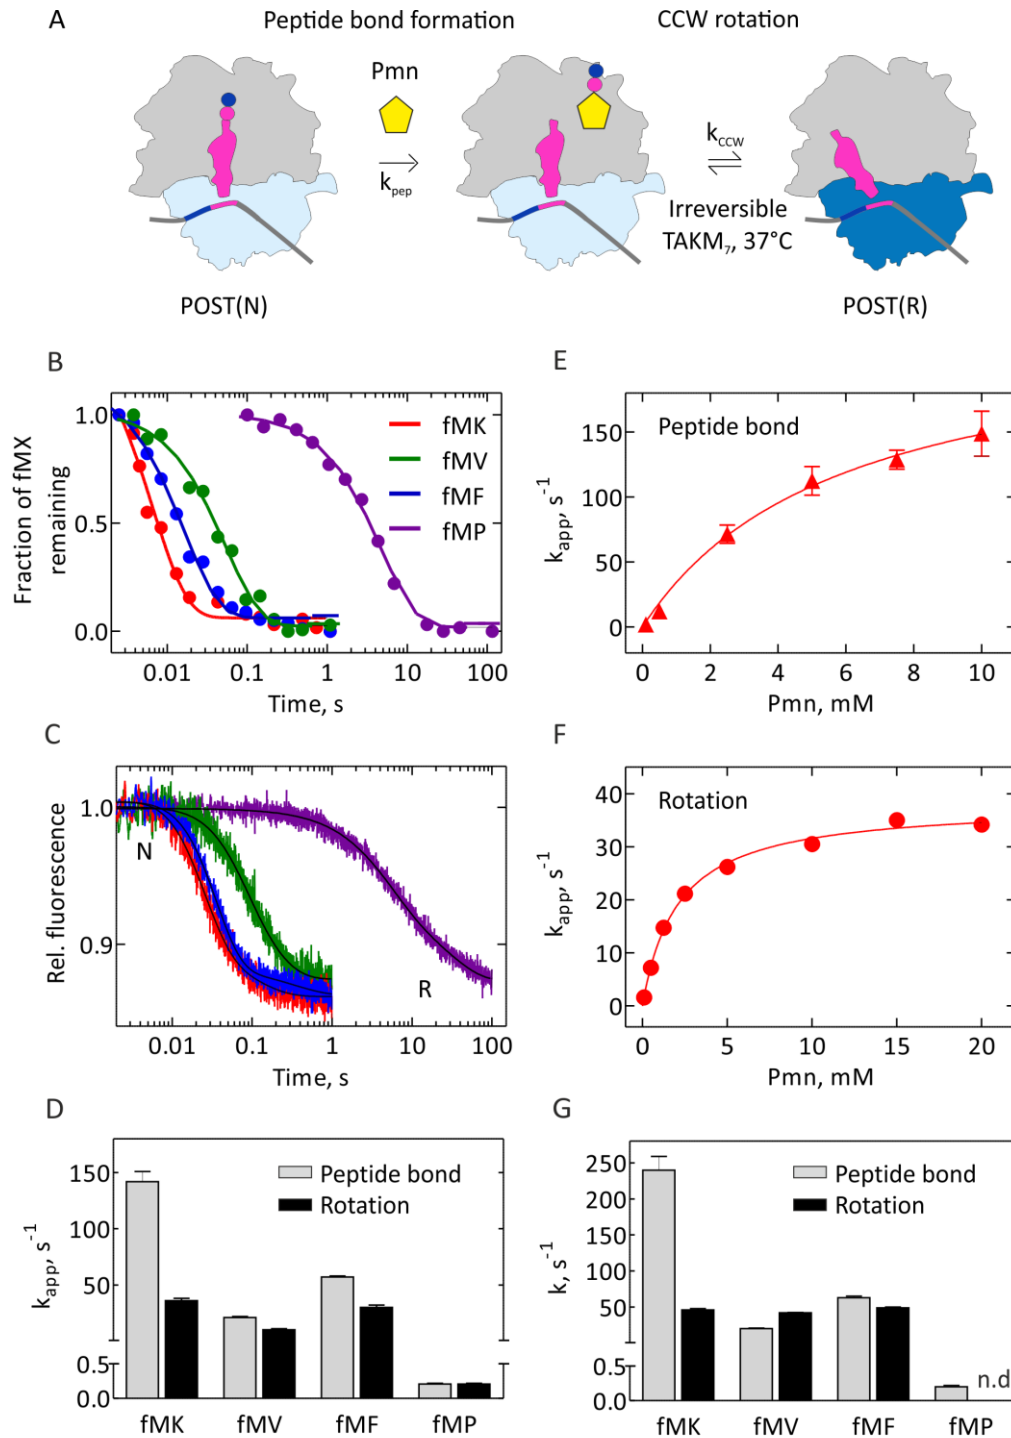 A
Peptide bond formation
CCW rotation
Pmn
k_pep
k_CCW
Irreversible
TAKM₇, 37°C
POST(N)
POST(R)
B
Fraction of fMX
remaining
1.0
0.5
0.0
fMK
fMV
fMF
fMP
0.01 0.1 1 10 100
Time, s
E
k_app, s⁻¹
Peptide bond
150
100
50
0
0 2 4 6 8 10
Pmn, mM
C
Rel. fluorescence
1.0
0.9
N
R
0.01 0.1 1 10 100
Time, s
F
k_app, s⁻¹
Rotation
40
30
20
10
0
0 5 10 15 20
Pmn, mM
D
k_app, s⁻¹
150
100
50
0.5
0.0
Peptide bond
Rotation
fMK fMV fMF fMP
G
k, s⁻¹
250
200
150
100
50
0.5
0.0
Peptide bond
Rotation
n.d
fMK fMV fMF fMP